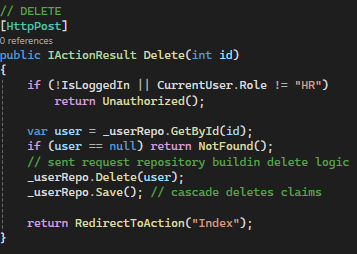 // DELETE
[HttpPost]
0 references
public IActionResult Delete(int id)
{
if (!IsLoggedIn || CurrentUser.Role != "HR")
return Unauthorized();
var user = _userRepo.GetById(id);
if (user == null) return NotFound();
// sent request repository buildin delete logic
_userRepo.Delete(user);
_userRepo.Save(); // cascade deletes claims
return RedirectToAction("Index");
}